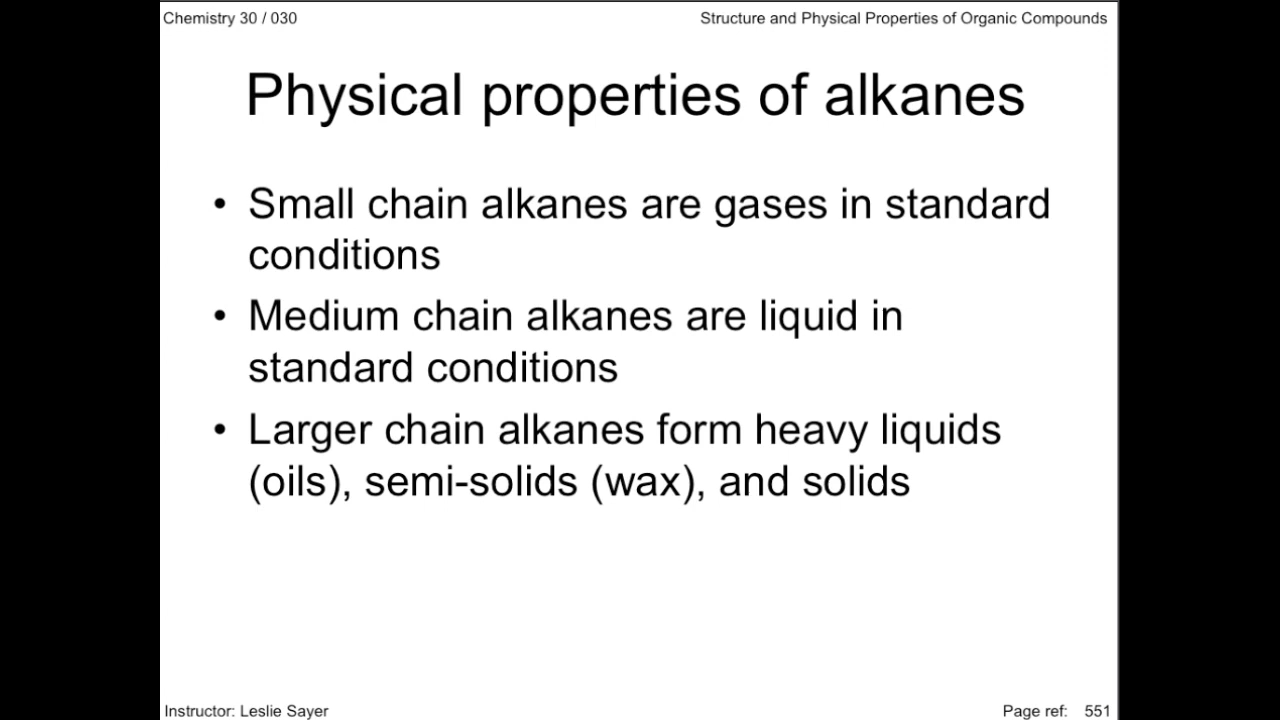 Chemistry 30 / 030
Structure and Physical Properties of Organic Compounds
Physical properties of alkanes
• Small chain alkanes are gases in standard
conditions
• Medium chain alkanes are liquid in
standard conditions
• Larger chain alkanes form heavy liquids
(oils), semi-solids (wax), and solids
Instructor: Leslie Sayer
Page ref: 551